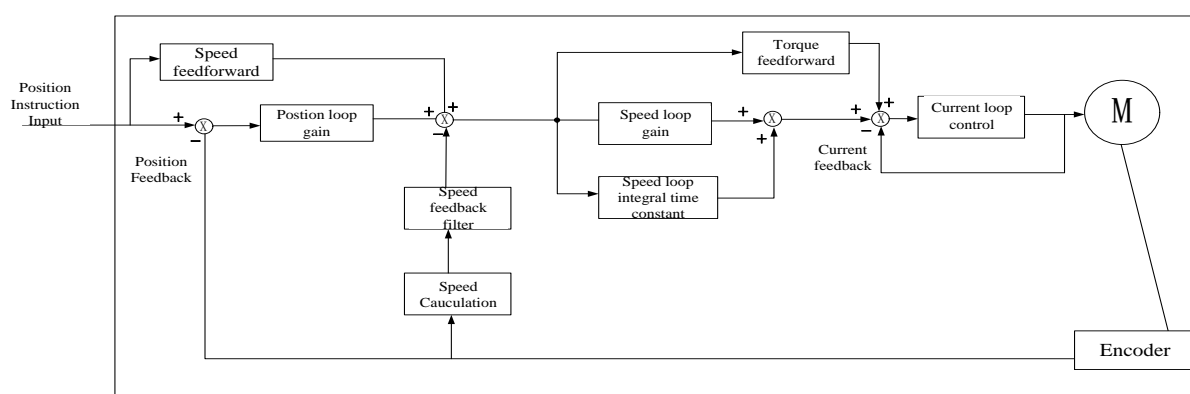 Speed
feedforward
Position
Instruction
Input
+
−
Position
Feedback
Postion loop
gain
+
+
−
Speed
feedback
filter
Speed
Cauculation
Torque
feedforward
Speed loop
gain
Speed loop
integral time
constant
+
+
+
+
−
Current
feedback
Current loop
control
M
Encoder